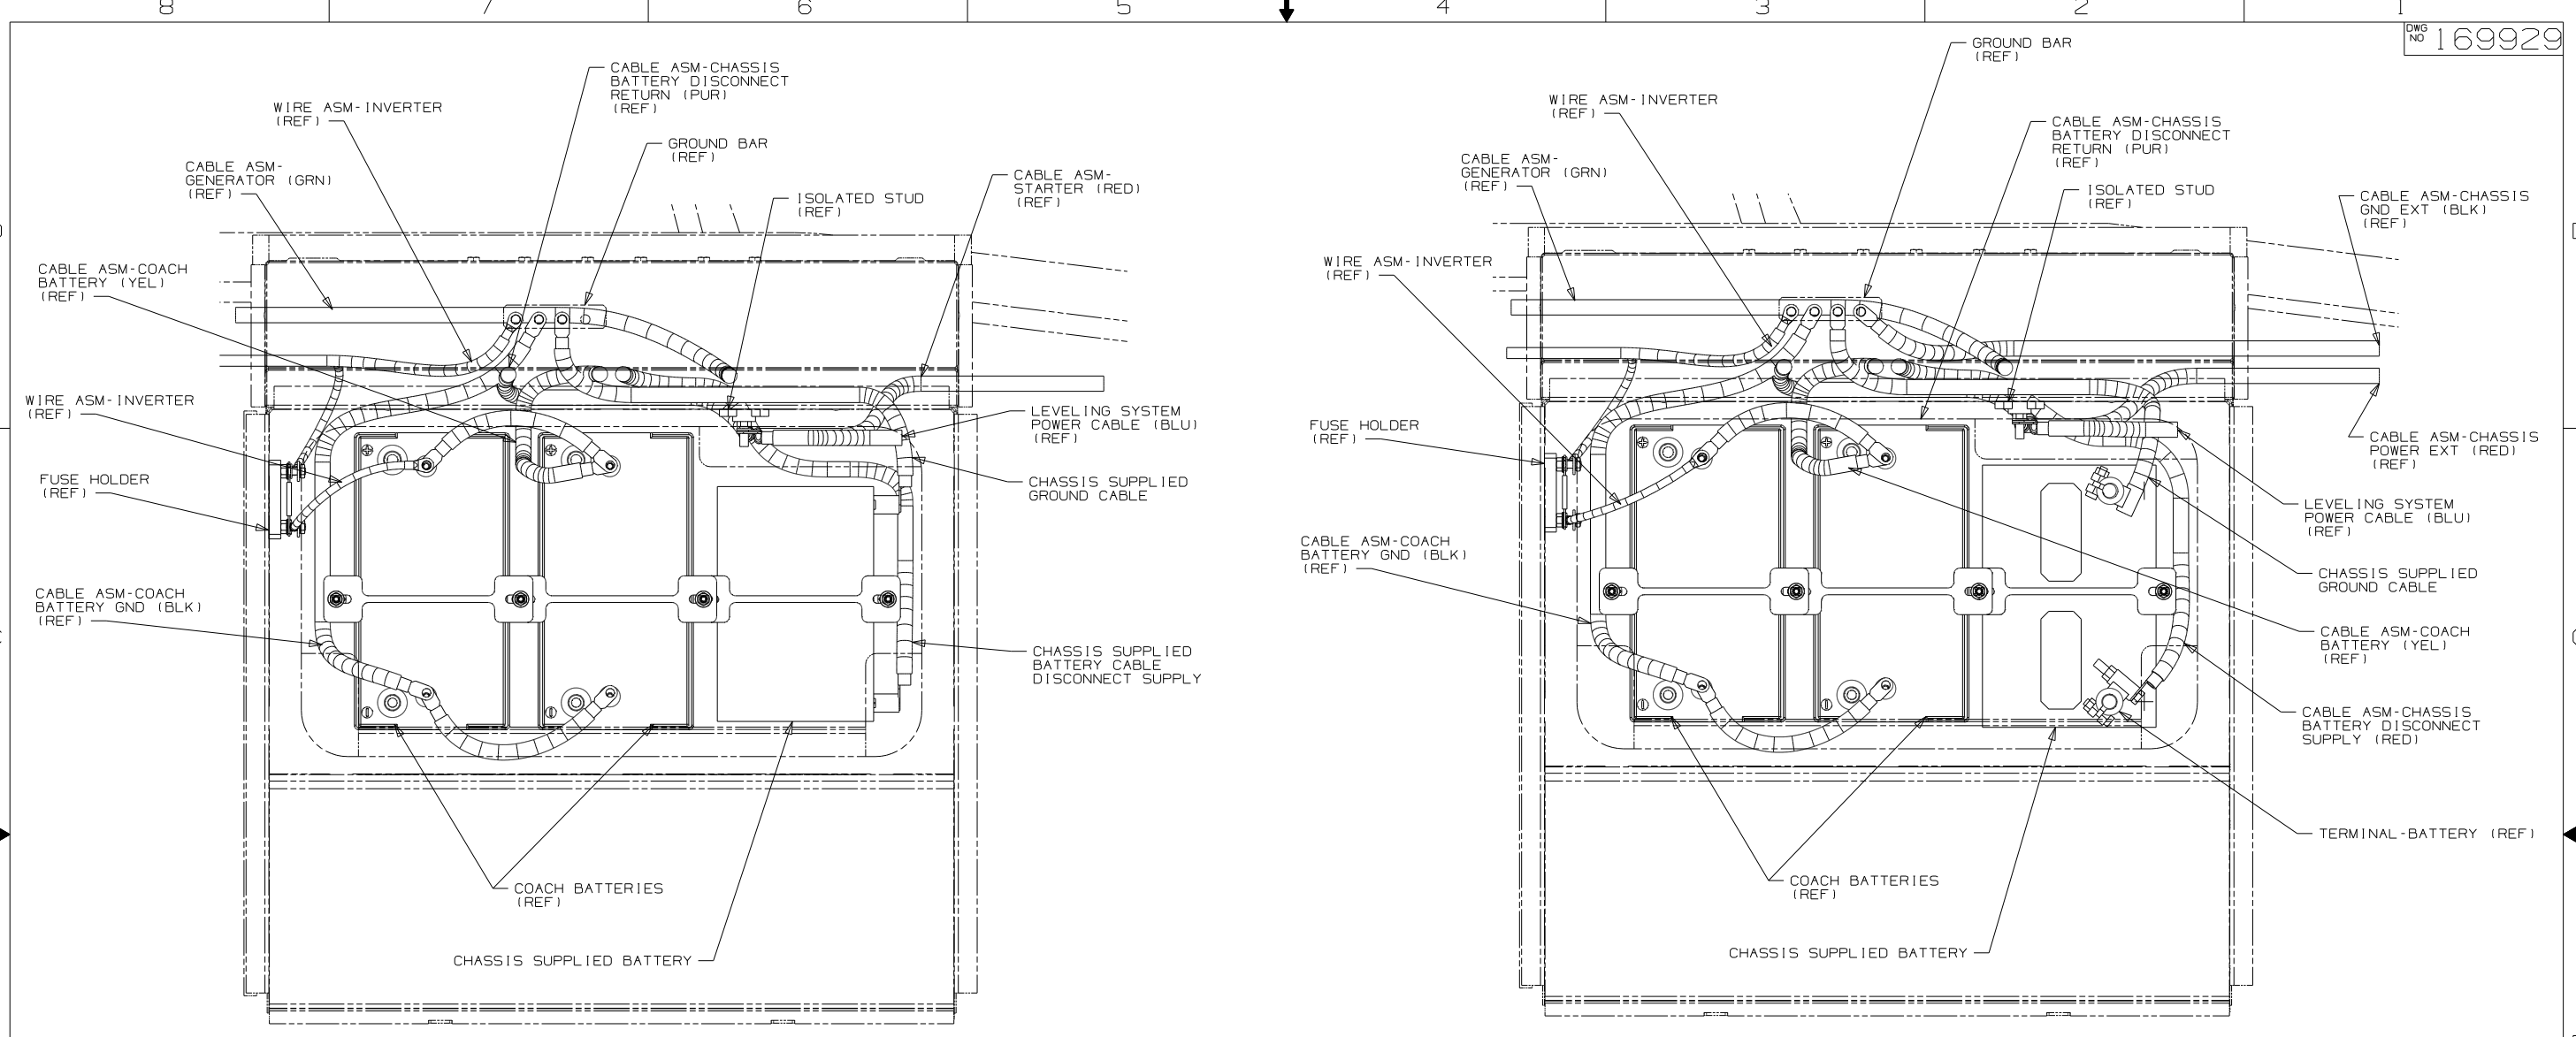 8 7 6 5 4 3 2 1
DWG
NO 169929
CABLE ASM-CHASSIS
BATTERY DISCONNECT
RETURN (PUR)
(REF)
WIRE ASM-INVERTER
(REF)
GROUND BAR
(REF)
CABLE ASM-
GENERATOR (GRN)
(REF)
CABLE ASM-
STARTER (RED)
(REF)
ISOLATED STUD
(REF)
CABLE ASM-COACH
BATTERY (YEL)
(REF)
WIRE ASM-INVERTER
(REF)
LEVELING SYSTEM
POWER CABLE (BLU)
(REF)
FUSE HOLDER
(REF)
CHASSIS SUPPLIED
GROUND CABLE
CABLE ASM-COACH
BATTERY GND (BLK)
(REF)
CHASSIS SUPPLIED
BATTERY CABLE
DISCONNECT SUPPLY
COACH BATTERIES
(REF)
CHASSIS SUPPLIED BATTERY
GROUND BAR
(REF)
WIRE ASM-INVERTER
(REF)
CABLE ASM-CHASSIS
BATTERY DISCONNECT
RETURN (PUR)
(REF)
CABLE ASM-
GENERATOR (GRN)
(REF)
ISOLATED STUD
(REF)
CABLE ASM-CHASSIS
GND EXT (BLK)
(REF)
WIRE ASM-INVERTER
(REF)
FUSE HOLDER
(REF)
CABLE ASM-CHASSIS
POWER EXT (RED)
(REF)
LEVELING SYSTEM
POWER CABLE (BLU)
(REF)
CABLE ASM-COACH
BATTERY GND (BLK)
(REF)
CHASSIS SUPPLIED
GROUND CABLE
CABLE ASM-COACH
BATTERY (YEL)
(REF)
CABLE ASM-CHASSIS
BATTERY DISCONNECT
SUPPLY (RED)
TERMINAL-BATTERY (REF)
COACH BATTERIES
(REF)
CHASSIS SUPPLIED BATTERY